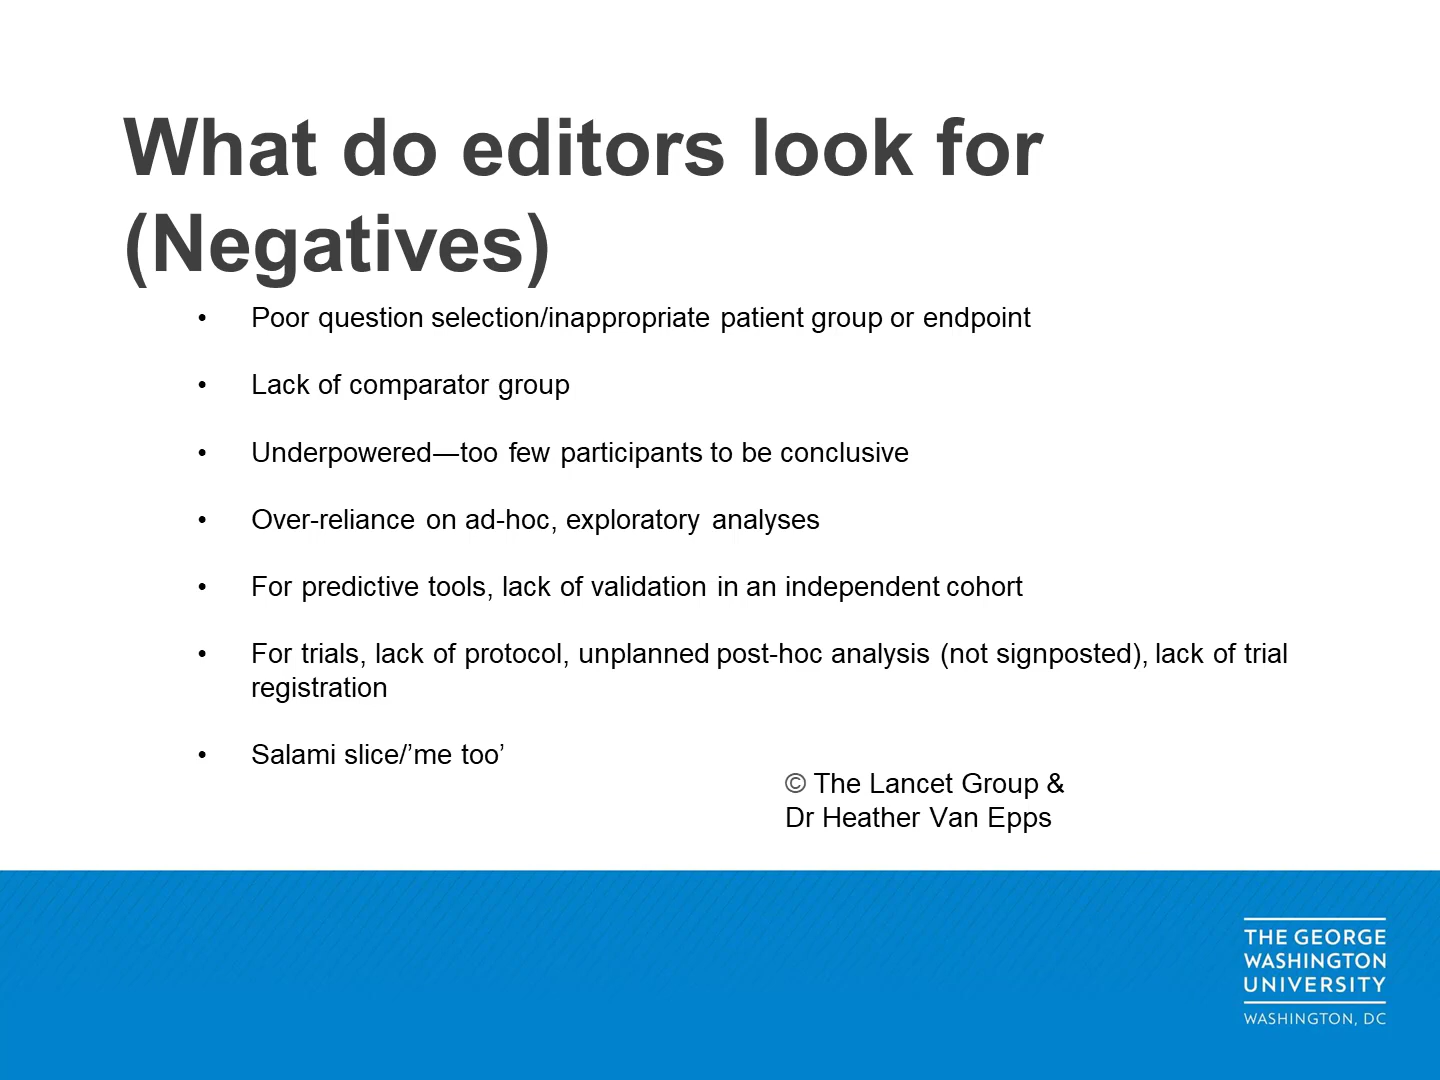 What do editors look for
(Negatives)
• Poor question selection/inappropriate patient group or endpoint
• Lack of comparator group
• Underpowered—too few participants to be conclusive
• Over-reliance on ad-hoc, exploratory analyses
• For predictive tools, lack of validation in an independent cohort
• For trials, lack of protocol, unplanned post-hoc analysis (not signposted), lack of trial
registration
• Salami slice/’me too’
© The Lancet Group &
Dr Heather Van Epps
THE GEORGE
WASHINGTON
UNIVERSITY
WASHINGTON, DC